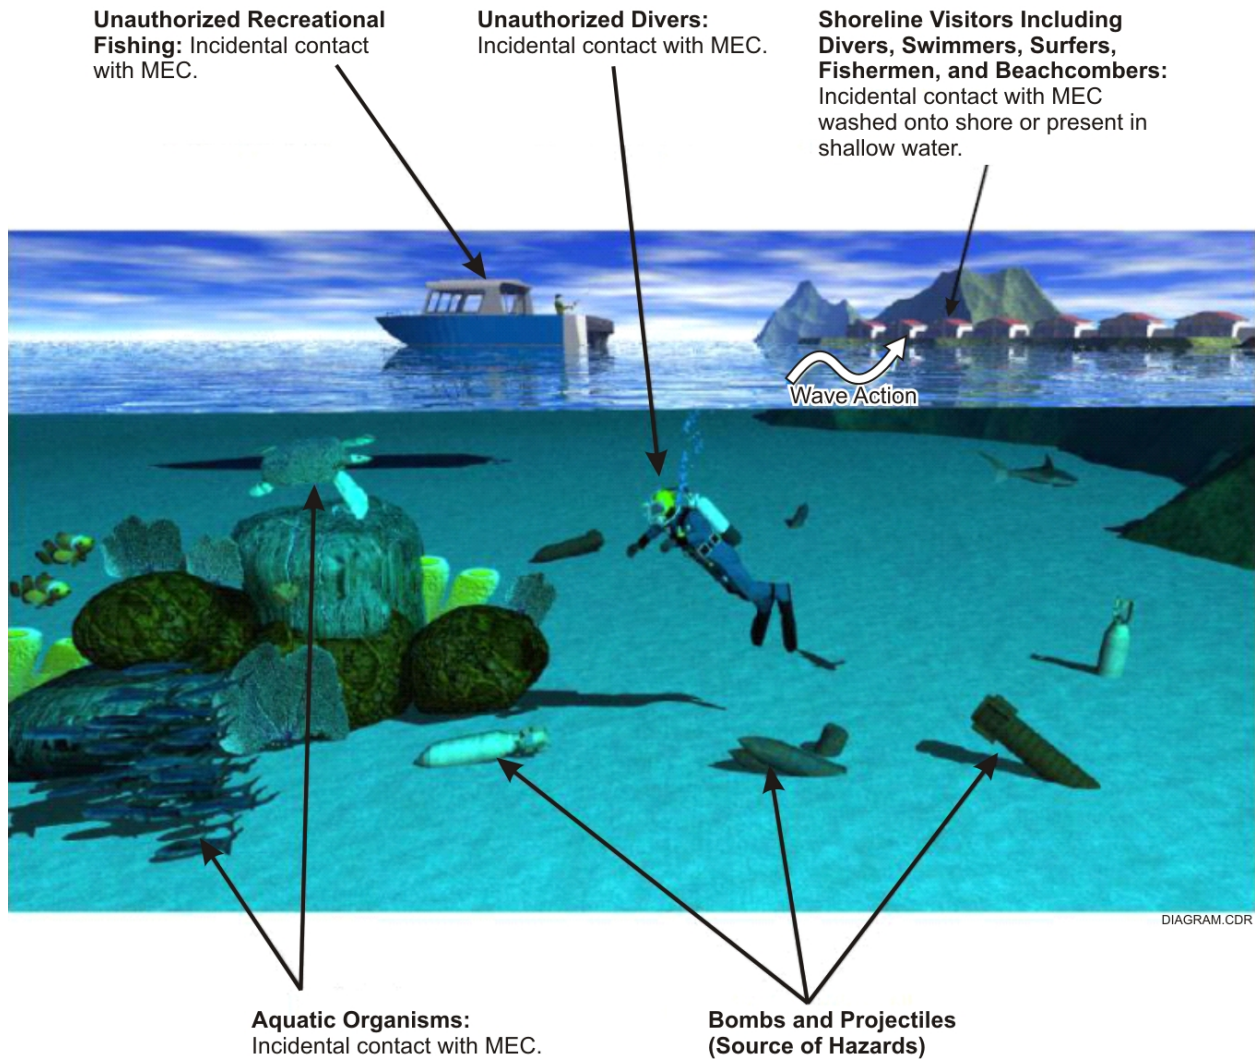 Unauthorized Recreational
Fishing: Incidental contact
with MEC.
Unauthorized Divers:
Incidental contact with MEC.
Shoreline Visitors Including
Divers, Swimmers, Surfers,
Fishermen, and Beachcombers:
Incidental contact with MEC
washed onto shore or present in
shallow water.
Wave Action
DIAGRAM.CDR
Aquatic Organisms:
Incidental contact with MEC.
Bombs and Projectiles
(Source of Hazards)